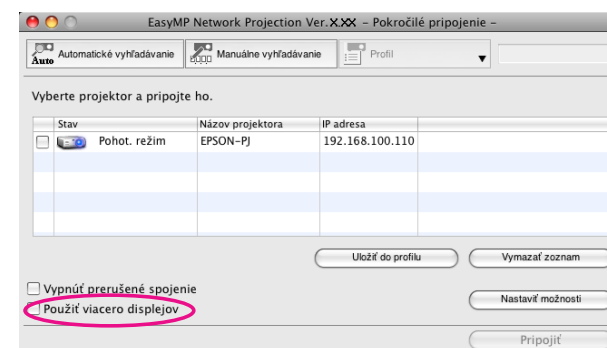 EasyMP Network Projection Ver.X.XX – Pokročilé pripojenie –
Auto Automatické vyhľadávanie Manuálne vyhľadávanie Profil
Vyberte projektor a pripojte ho.
Stav Názov projektora IP adresa
Pohot. režim EPSON-PJ 192.168.100.110
Uložiť do profilu Vymazať zoznam
Vypnúť prerušené spojenie
Nastaviť možnosti
Použiť viacero displejov
Pripojiť